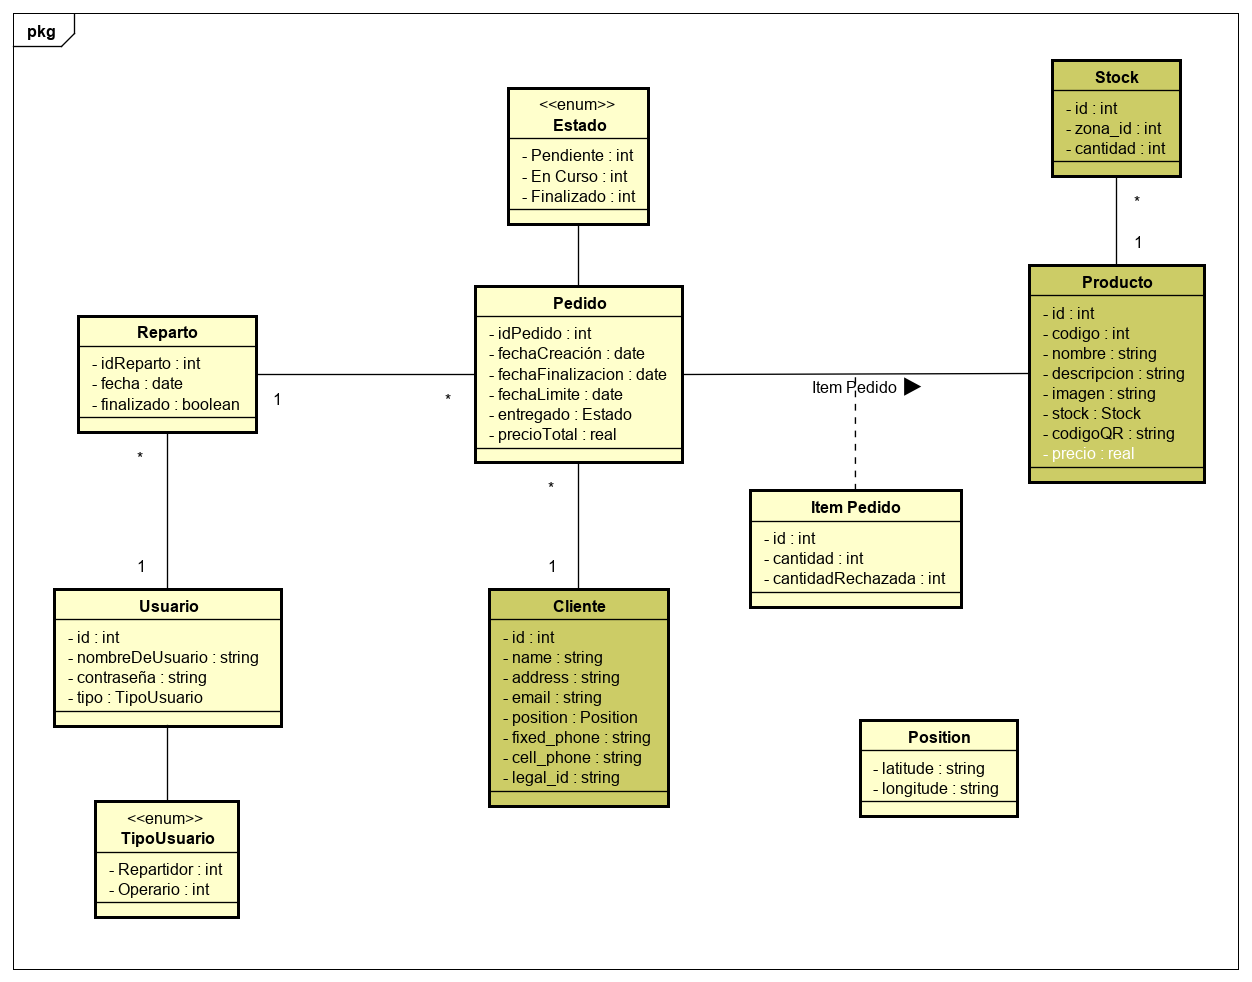 pkg
<<enum>>
Estado
- Pendiente : int
- En Curso : int
- Finalizado : int
Stock
- id : int
- zona_id : int
- cantidad : int
*
1
Producto
- id : int
- codigo : int
- nombre : string
- descripcion : string
- imagen : string
- stock : Stock
- codigoQR : string
- precio : real
Pedido
- idPedido : int
- fechaCreación : date
- fechaFinalizacion : date
- fechaLimite : date
- entregado : Estado
- precioTotal : real
Reparto
- idReparto : int
- fecha : date
- finalizado : boolean
1
*
Item Pedido
*
1
*
1
Item Pedido
- id : int
- cantidad : int
- cantidadRechazada : int
Usuario
- id : int
- nombreDeUsuario : string
- contraseña : string
- tipo : TipoUsuario
Cliente
- id : int
- name : string
- address : string
- email : string
- position : Position
- fixed_phone : string
- cell_phone : string
- legal_id : string
Position
- latitude : string
- longitude : string
<<enum>>
TipoUsuario
- Repartidor : int
- Operario : int